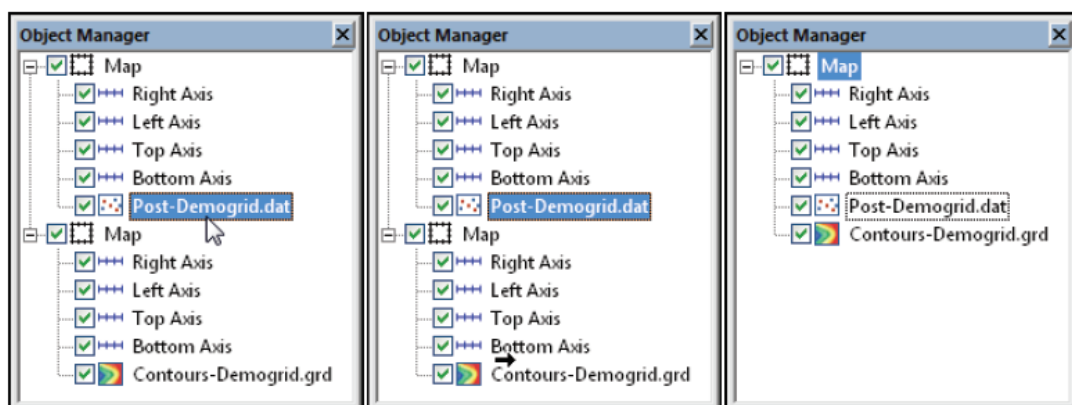 Object Manager
Map
Right Axis
Left Axis
Top Axis
Bottom Axis
Post-Demogrid.dat
Map
Right Axis
Left Axis
Top Axis
Bottom Axis
Contours-Demogrid.grd
Object Manager
Map
Right Axis
Left Axis
Top Axis
Bottom Axis
Post-Demogrid.dat
Map
Right Axis
Left Axis
Top Axis
Bottom Axis
Contours-Demogrid.grd
Object Manager
Map
Right Axis
Left Axis
Top Axis
Bottom Axis
Post-Demogrid.dat
Contours-Demogrid.grd